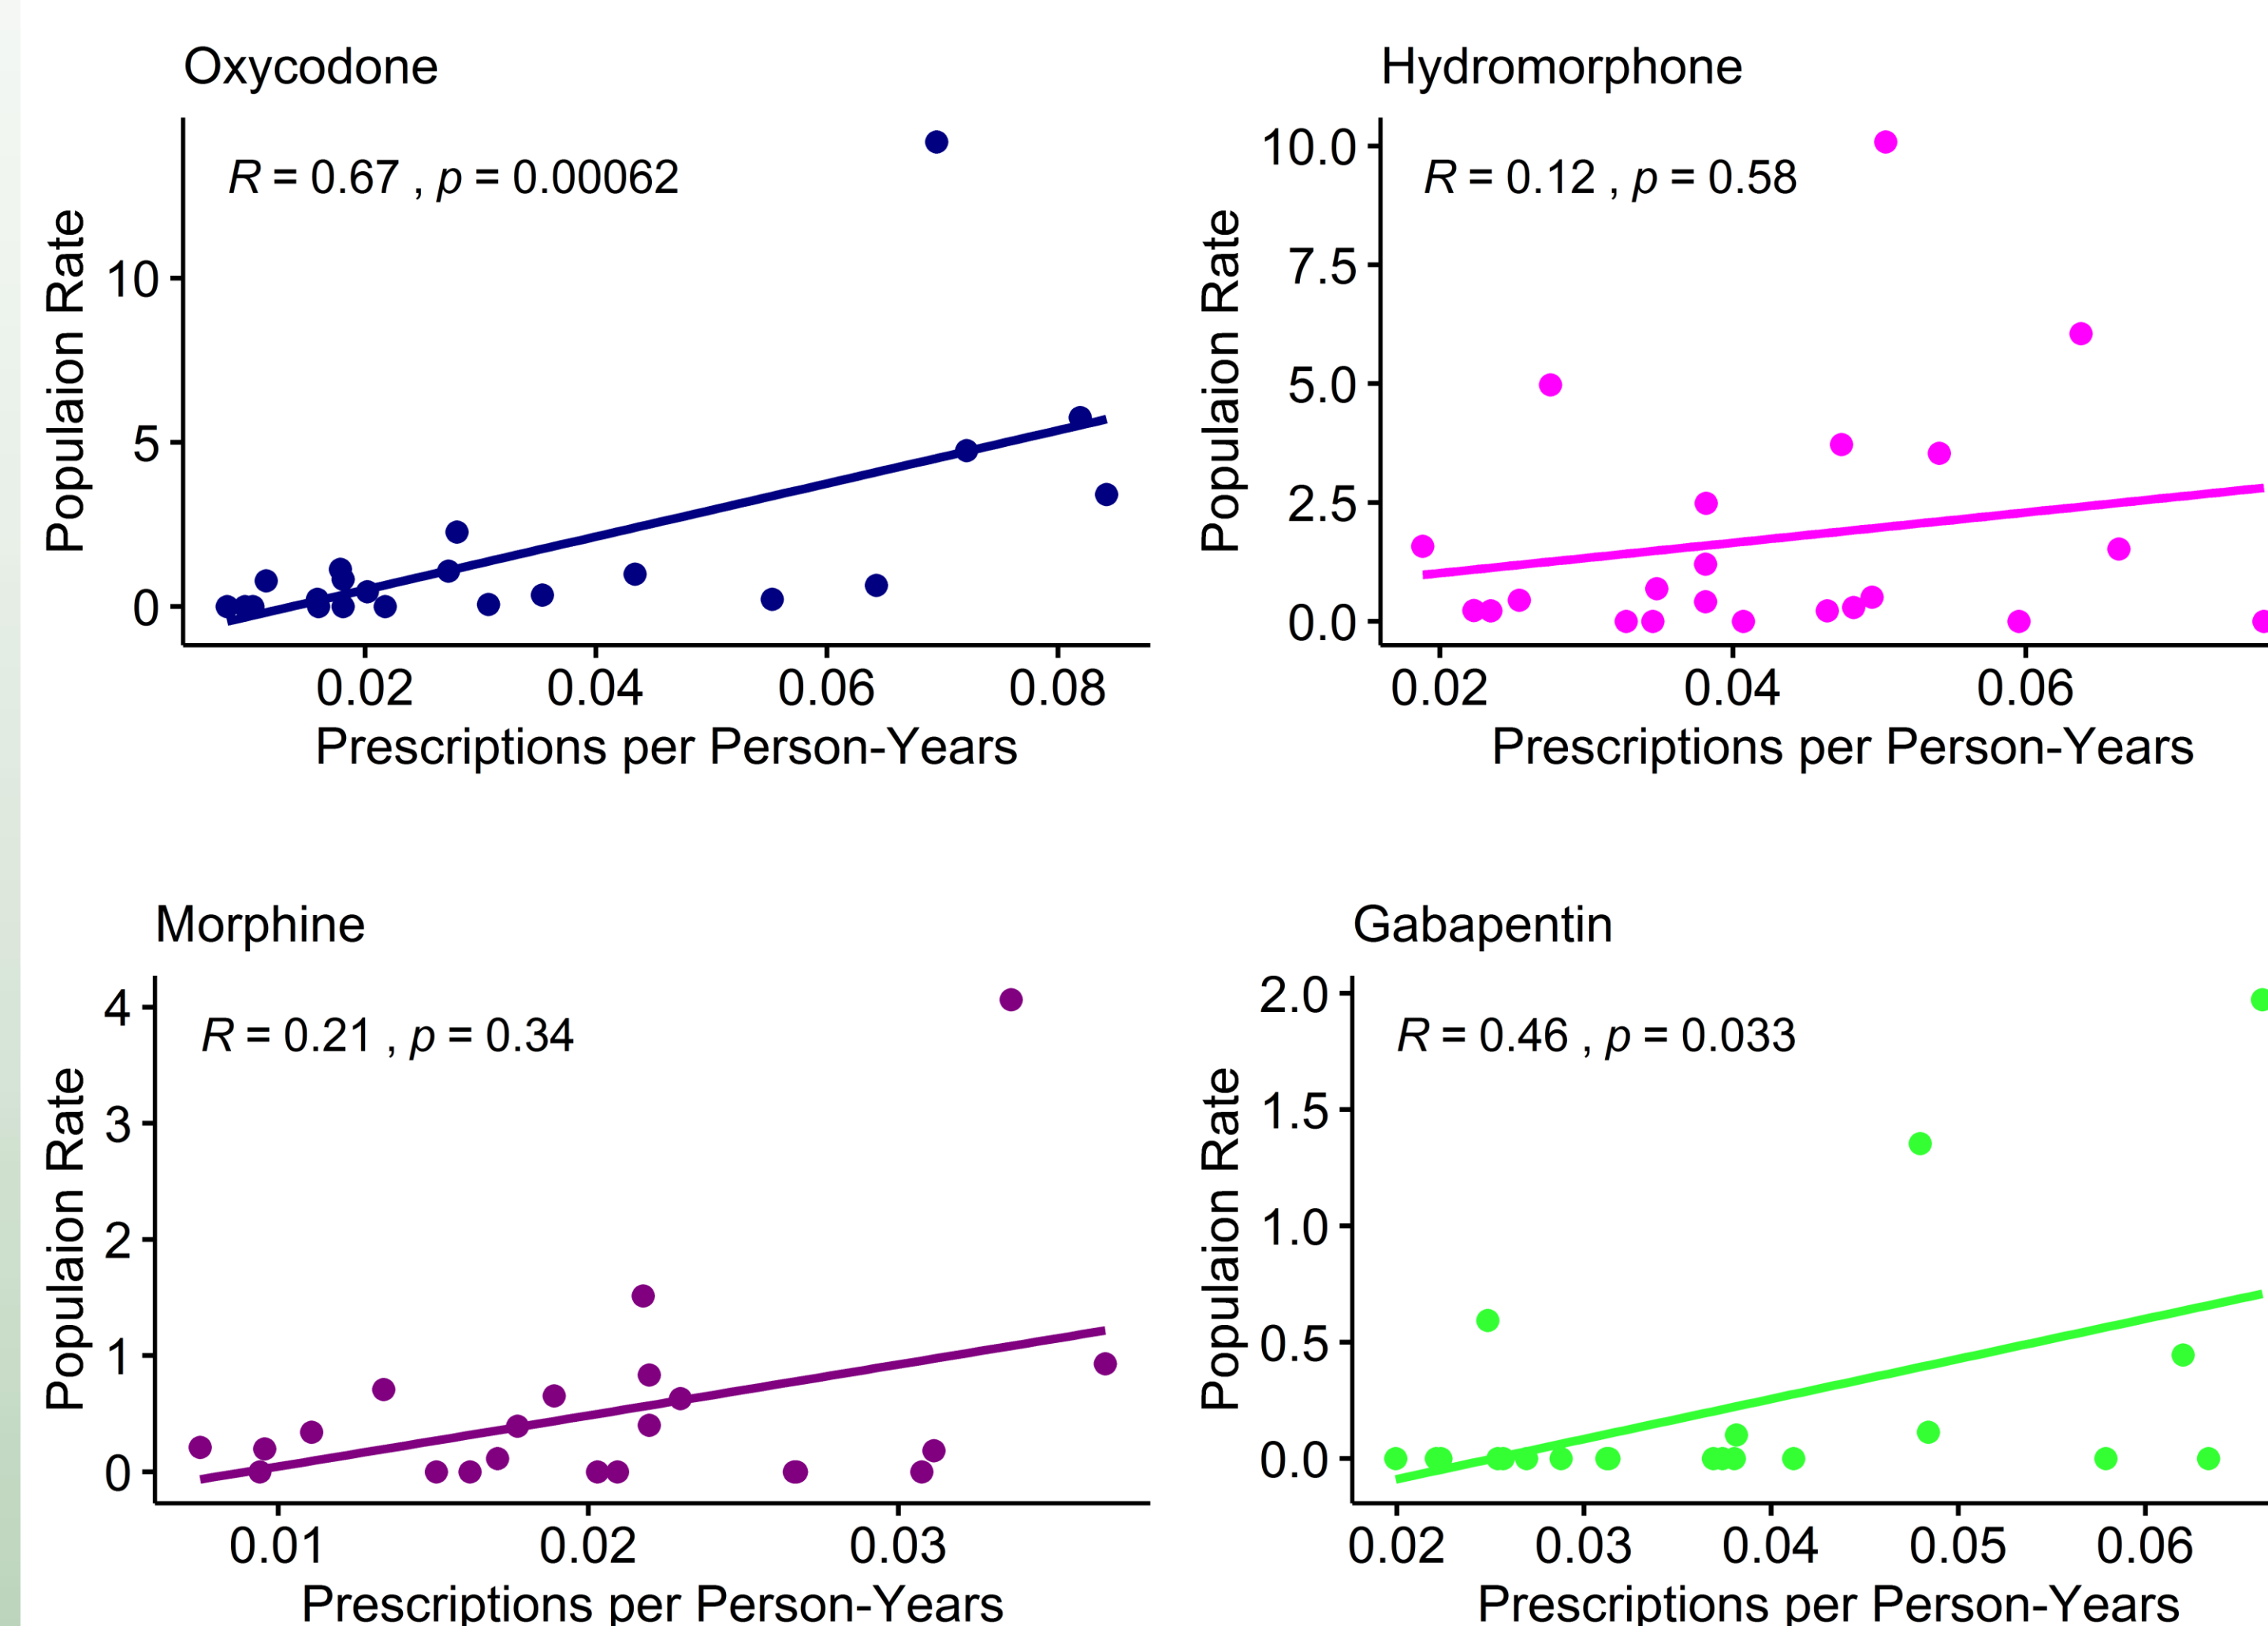 Oxycodone
R = 0.67 , p = 0.00062
Populaion Rate
10
5
0
0.02 0.04 0.06 0.08
Prescriptions per Person-Years
Hydromorphone
R = 0.12 , p = 0.58
Populaion Rate
10.0
7.5
5.0
2.5
0.0
0.02 0.04 0.06
Prescriptions per Person-Years
Morphine
R = 0.21 , p = 0.34
Populaion Rate
4
3
2
1
0
0.01 0.02 0.03
Prescriptions per Person-Years
Gabapentin
R = 0.46 , p = 0.033
Populaion Rate
2.0
1.5
1.0
0.5
0.0
0.02 0.03 0.04 0.05 0.06
Prescriptions per Person-Years